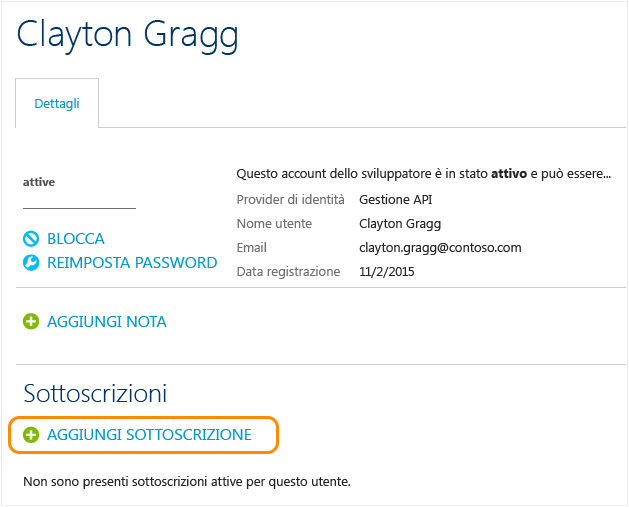 Clayton Gragg
Dettagli
attive
BLOCCA
REIMPOSTA PASSWORD
Questo account dello sviluppatore è in stato attivo e può essere...
Provider di identità Gestione API
Nome utente Clayton Gragg
Email clayton.gragg@contoso.com
Data registrazione 11/2/2015
AGGIUNGI NOTA
Sottoscrizioni
AGGIUNGI SOTTOSCRIZIONE
Non sono presenti sottoscrizioni attive per questo utente.